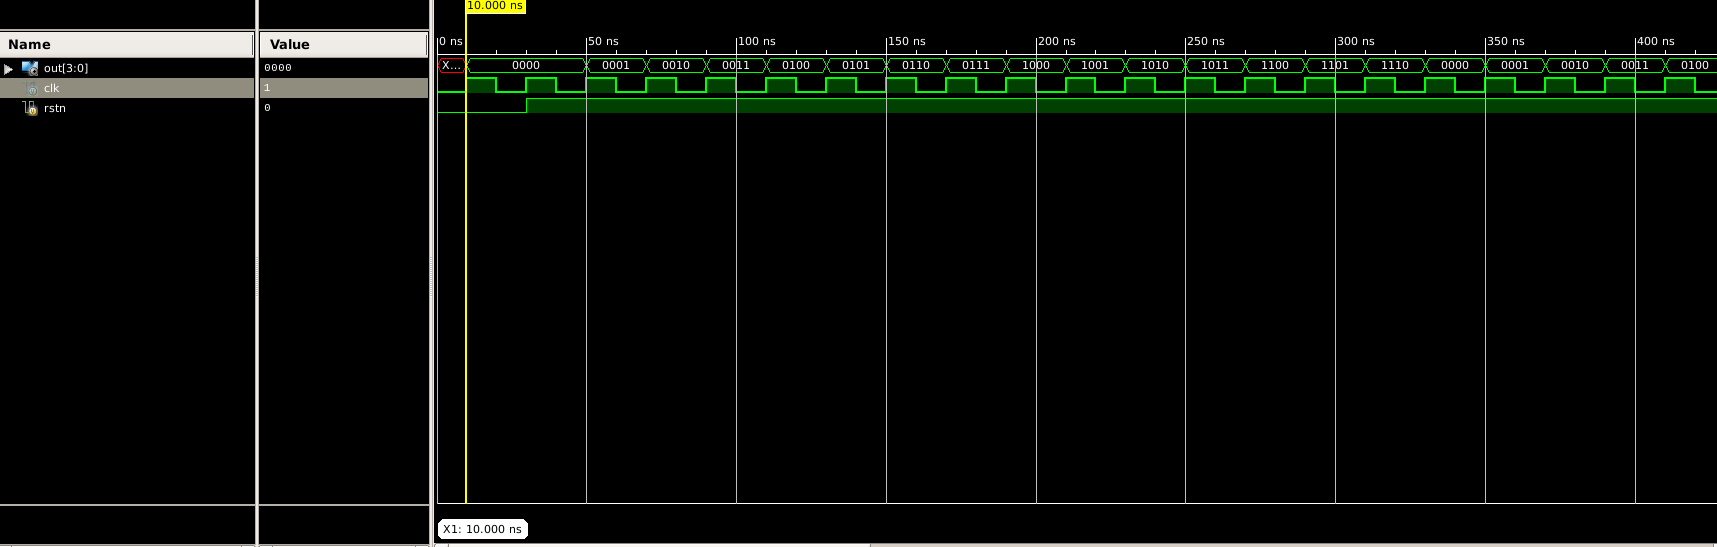 10.000 ns
Name Value 0 ns 50 ns 100 ns 150 ns 200 ns 250 ns 300 ns 350 ns 400 ns
out[3:0] 0000 X... 0000 0001 0010 0011 0100 0101 0110 0111 1000 1001 1010 1011 1100 1101 1110 0000 0001 0010 0011 0100
clk 1
rstn 0
X1: 10.000 ns